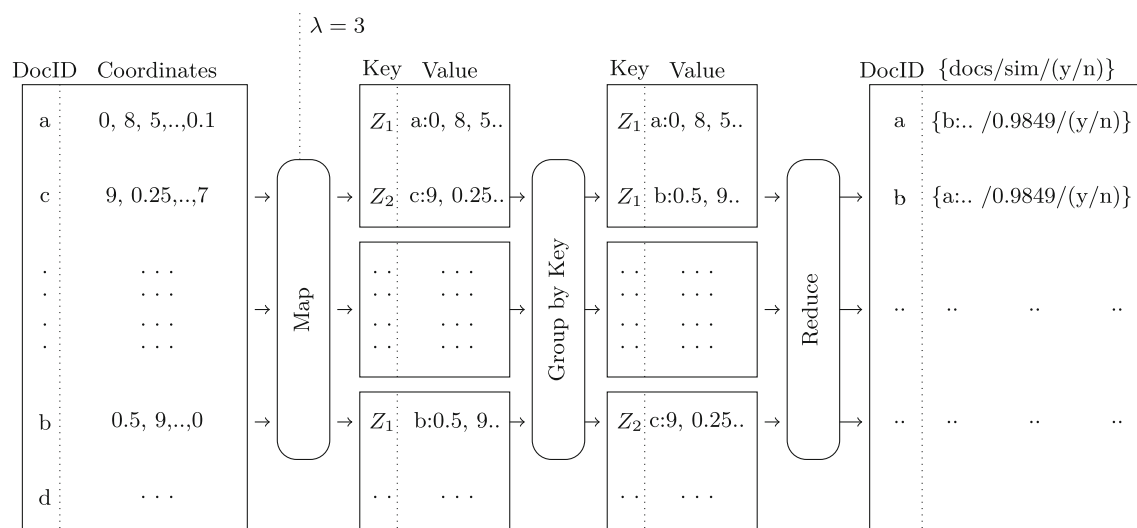 λ = 3
DocID Coordinates Key Value Key Value DocID {docs/sim/(y/n)}
a 0, 8, 5,..,0.1 Z1 a:0, 8, 5.. Z1 a:0, 8, 5.. a {b:.. /0.9849/(y/n)}
c 9, 0.25,..,7 Z2 c:9, 0.25.. Z1 b:0.5, 9.. b {a:.. /0.9849/(y/n)}
. . . . . . . . . . . . . .
. . . . . . . . . . . . . .
Map Group by Key Reduce
.. .. .. ..
. . . . . . . . . . . . . .
. . . . . . . . . . . . . .
b 0.5, 9,..,0 Z1 b:0.5, 9.. Z2 c:9, 0.25.. .. .. .. ..
d . . . . . . . . . . . . .